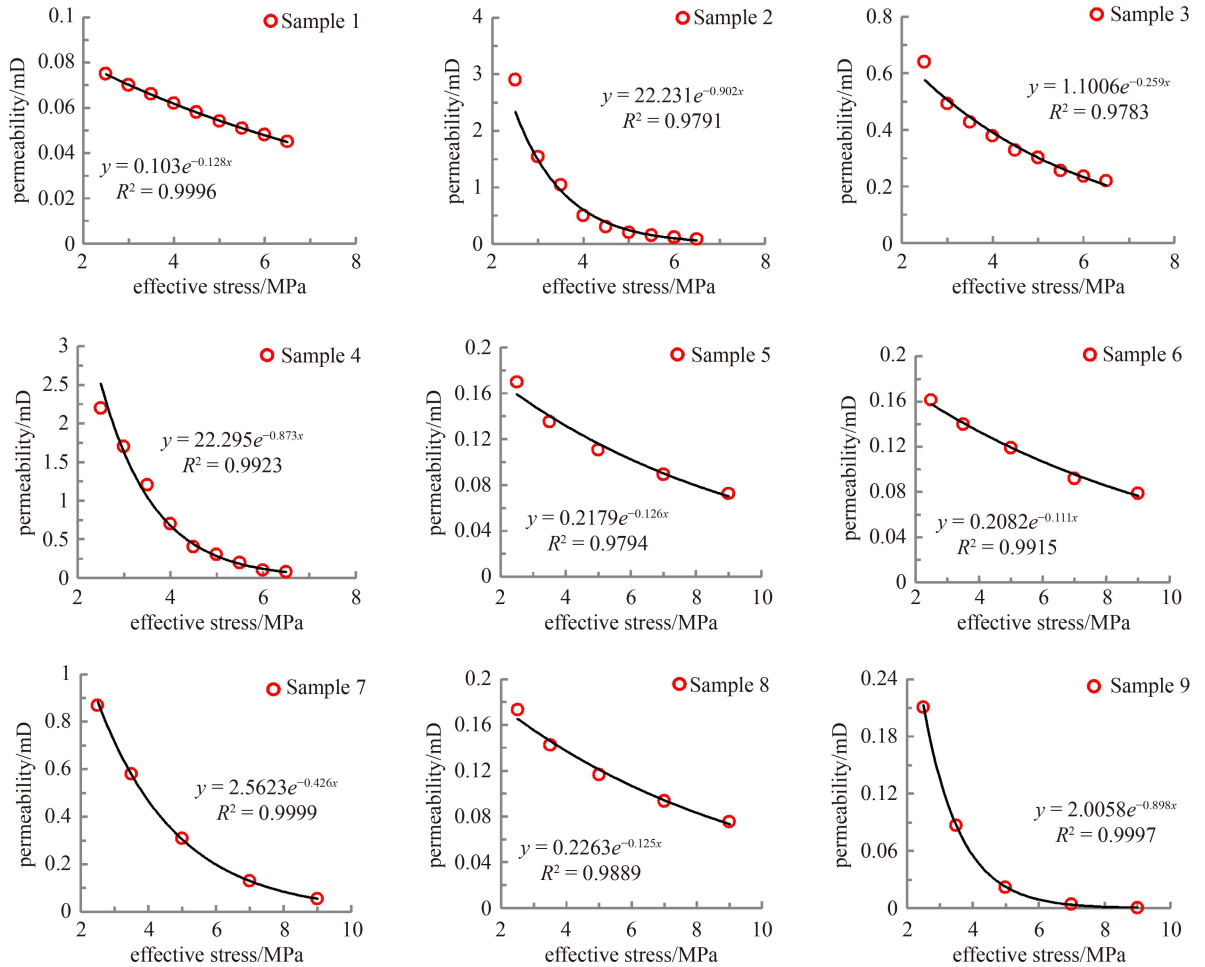 Sample 1
permeability/mD
0.1
0.08
0.06
0.04
0.02
0
y = 0.103e^{–0.128x}
R² = 0.9996
2 4 6 8
effective stress/MPa
Sample 2
permeability/mD
4
3
2
1
0
y = 22.231e^{–0.902x}
R² = 0.9791
2 4 6 8
effective stress/MPa
Sample 3
permeability/mD
0.8
0.6
0.4
0.2
0
y = 1.1006e^{–0.259x}
R² = 0.9783
2 4 6 8
effective stress/MPa
Sample 4
permeability/mD
3
2.5
2
1.5
1
0.5
0
y = 22.295e^{–0.873x}
R² = 0.9923
2 4 6 8
effective stress/MPa
Sample 5
permeability/mD
0.2
0.16
0.12
0.08
0.04
0
y = 0.2179e^{–0.126x}
R² = 0.9794
2 4 6 8 10
effective stress/MPa
Sample 6
permeability/mD
0.2
0.16
0.12
0.08
0.04
0
y = 0.2082e^{–0.111x}
R² = 0.9915
2 4 6 8 10
effective stress/MPa
Sample 7
permeability/mD
1
0.8
0.6
0.4
0.2
0
y = 2.5623e^{–0.426x}
R² = 0.9999
2 4 6 8 10
effective stress/MPa
Sample 8
permeability/mD
0.2
0.16
0.12
0.08
0.04
0
y = 0.2263e^{–0.125x}
R² = 0.9889
2 4 6 8 10
effective stress/MPa
Sample 9
permeability/mD
0.24
0.18
0.12
0.06
0
y = 2.0058e^{–0.898x}
R² = 0.9997
2 4 6 8 10
effective stress/MPa